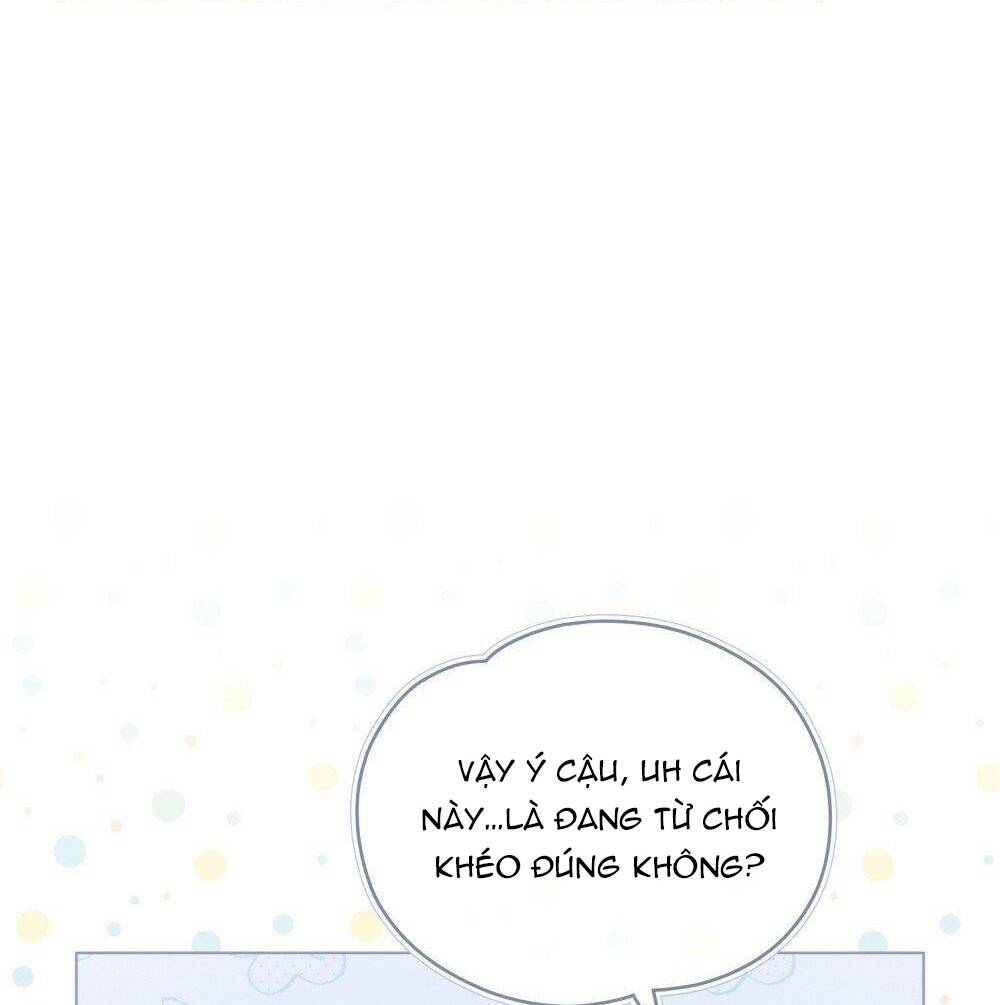 VẬY Ý CẬU, UH CÁI
NÀY...LÀ ĐANG TỪ CHỐI
KHÉO ĐÚNG KHÔNG?